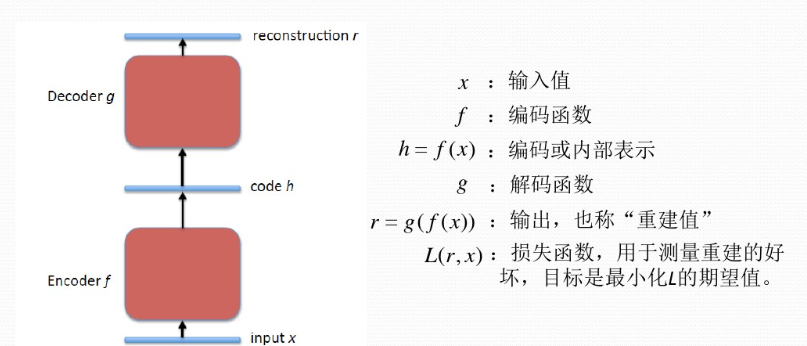 reconstruction r
Decoder g
code h
Encoder f
input x
x ：输入值
f ：编码函数
h = f(x) ：编码或内部表示
g ：解码函数
r = g(f(x)) ：输出，也称“重建值”
L(r,x)：损失函数，用于测量重建的好
坏，目标是最小化L的期望值。